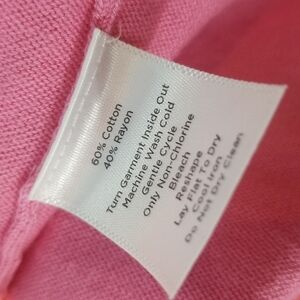 60% Cotton
40% Rayon
Turn Garment Inside Out
Machine Wash Cold
Gentle Cycle
Only Non-Chlorine
Bleach
Reshape
Lay Flat To Dry
Cool Iron
Do Not Dry Clean